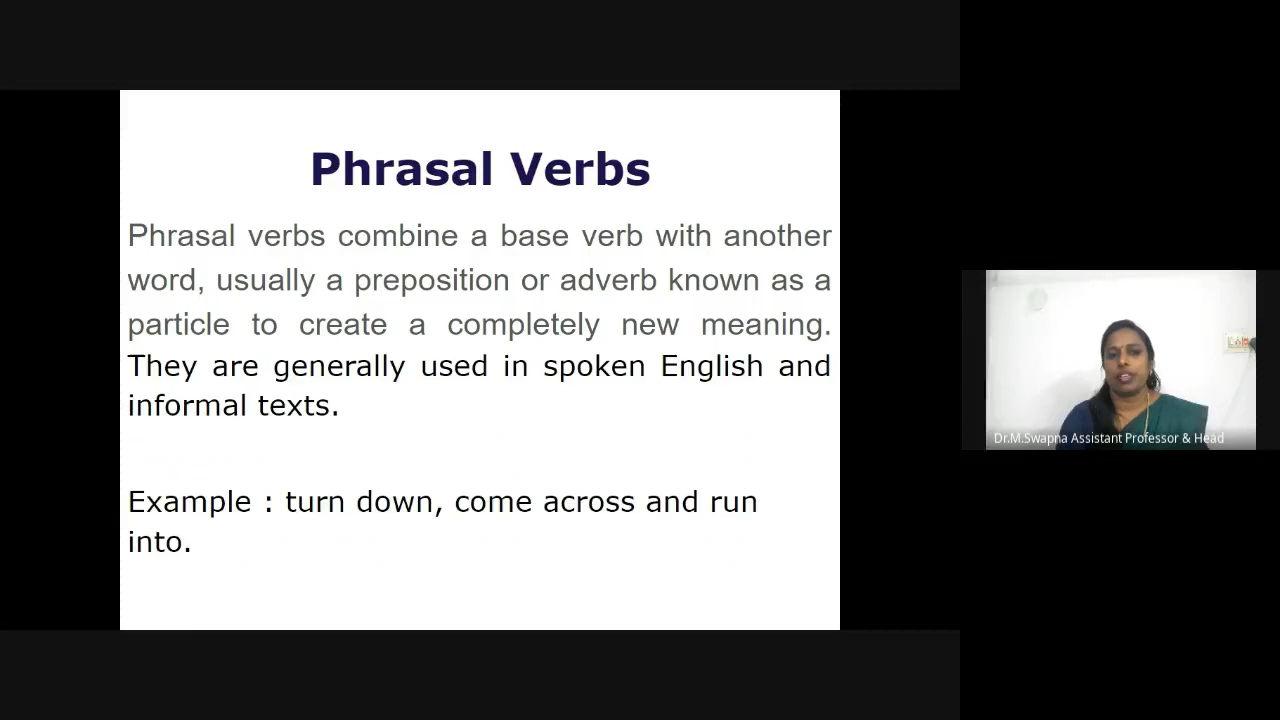 Phrasal Verbs
Phrasal verbs combine a base verb with another
word, usually a preposition or adverb known as a
particle to create a completely new meaning.
They are generally used in spoken English and
informal texts.
Example : turn down, come across and run
into.
Dr.M.Swapna Assistant Professor & Head